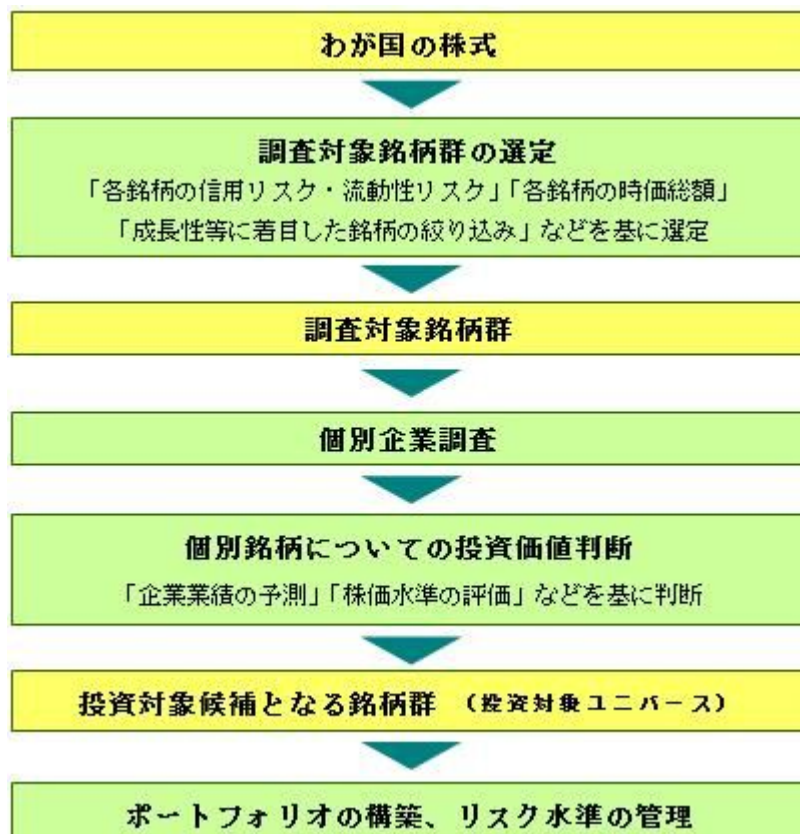 わが国の株式
調査対象銘柄群の選定
「各銘柄の信用リスク・流動性リスク」「各銘柄の時価総額」
「成長性等に着目した銘柄の絞り込み」などを基に選定
調査対象銘柄群
個別企業調査
個別銘柄についての投資価値判断
「企業業績の予測」「株価水準の評価」などを基に判断
投資対象候補となる銘柄群 （投資対象ユニバース）
ポートフォリオの構築、リスク水準の管理